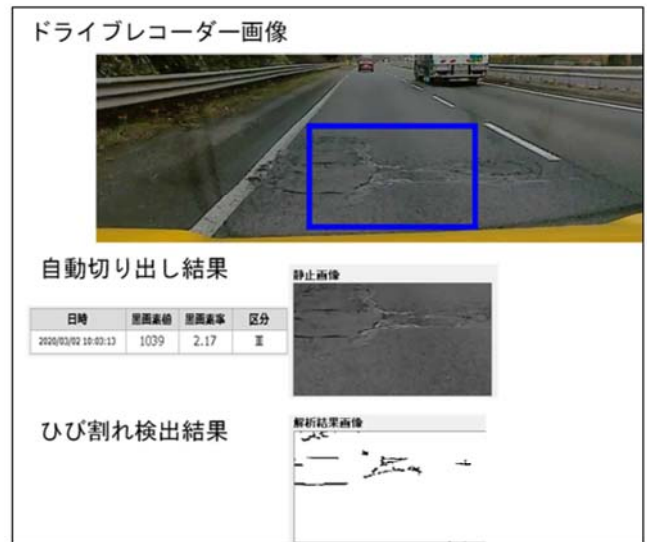 ドライブレコーダー画像
自動切り出し結果
静止画像
日時 黒画素値 黒画素率 区分
2020/03/02 10:03:13 1039 2.17 Ⅲ
ひび割れ検出結果
解析結果画像